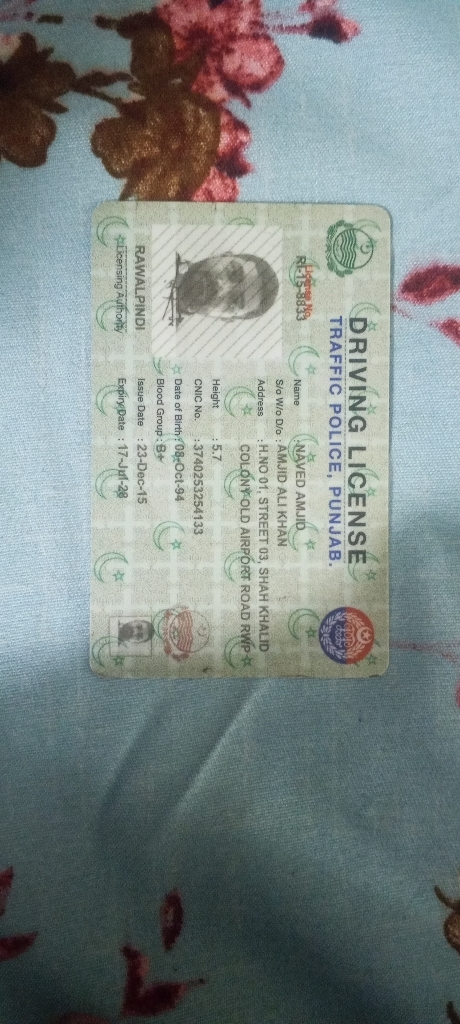 DRIVING LICENSE
TRAFFIC POLICE, PUNJAB.
License No.
RI-15-8833
Name : NAVED AMJID
S/o W/o D/o : AMJID ALI KHAN
Address : H.NO 01, STREET 03, SHAH KHALID
COLONY OLD AIRPORT ROAD RWP
Height : 5.7
CNIC No. : 3740253254133
Date of Birth : 08-Oct-94
Blood Group : B+
RAWALPINDI
Issue Date : 23-Dec-15
Licensing Authority
Expiry Date : 17-Jul-28